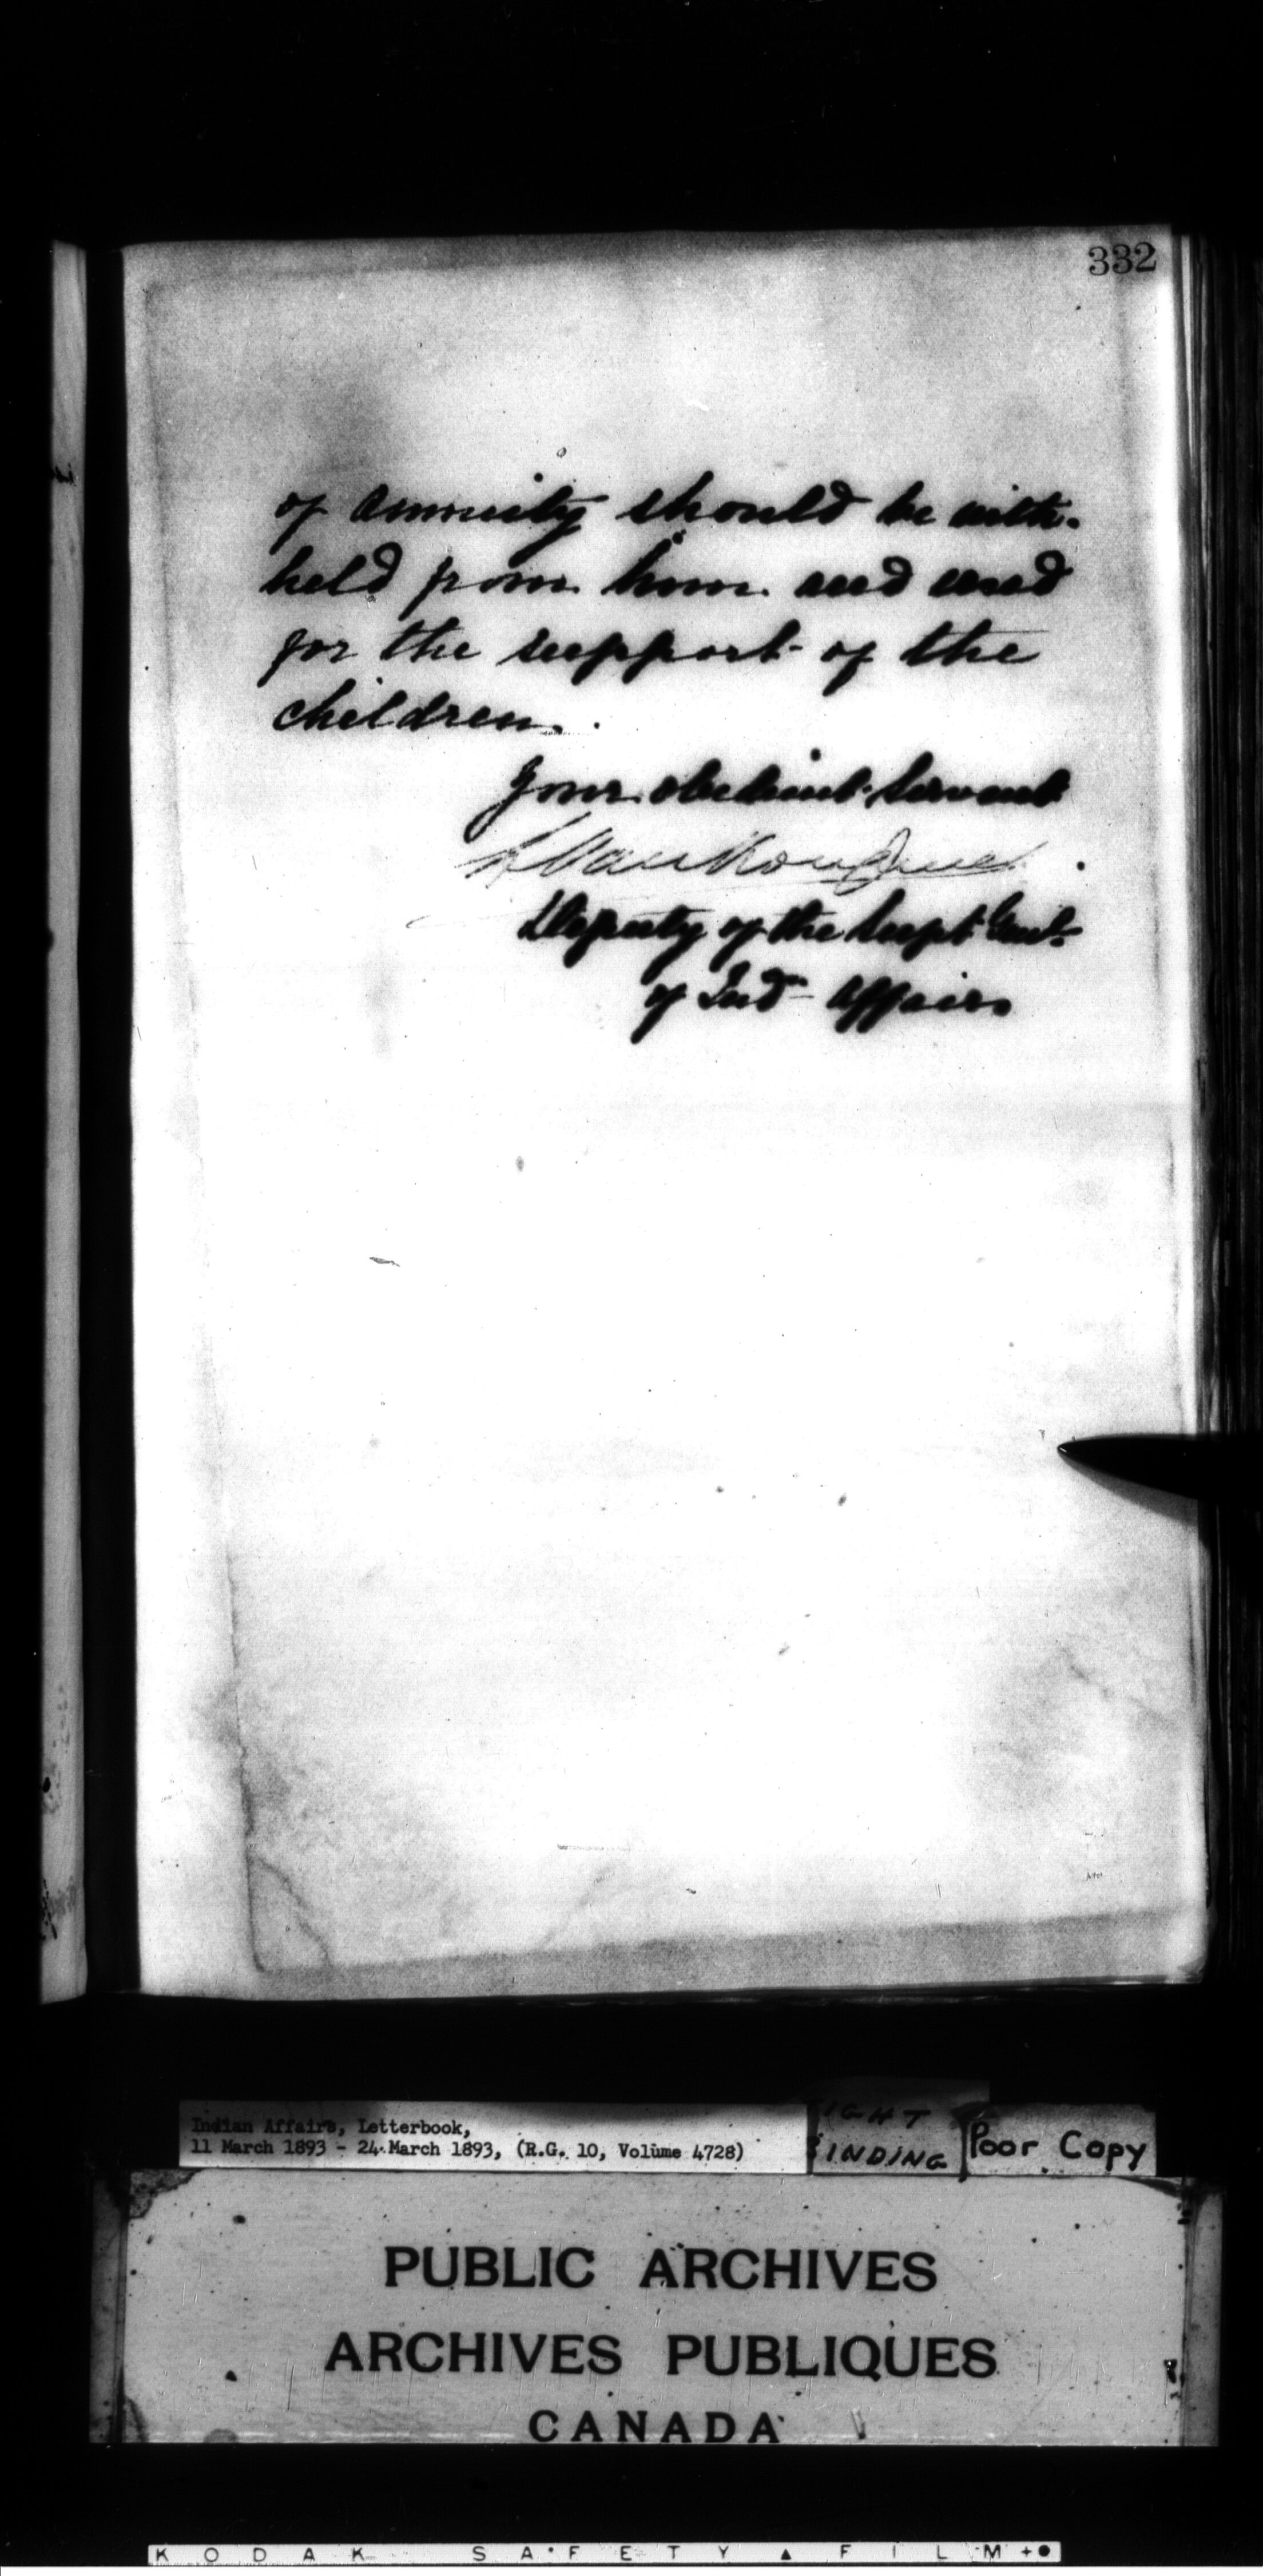 332
of annuity should be with-
held from him and used
for the support of the
children.
Your obedient Servant
L Vankoughnet
Deputy of the Supt Genl.
of Ind. Affairs
Indian Affairs, Letterbook,
11 March 1893 - 24 March 1893, (R.G. 10, Volume 4728)
Poor Copy
PUBLIC ARCHIVES
ARCHIVES PUBLIQUES
CANADA
KODAK SAFETY FILM